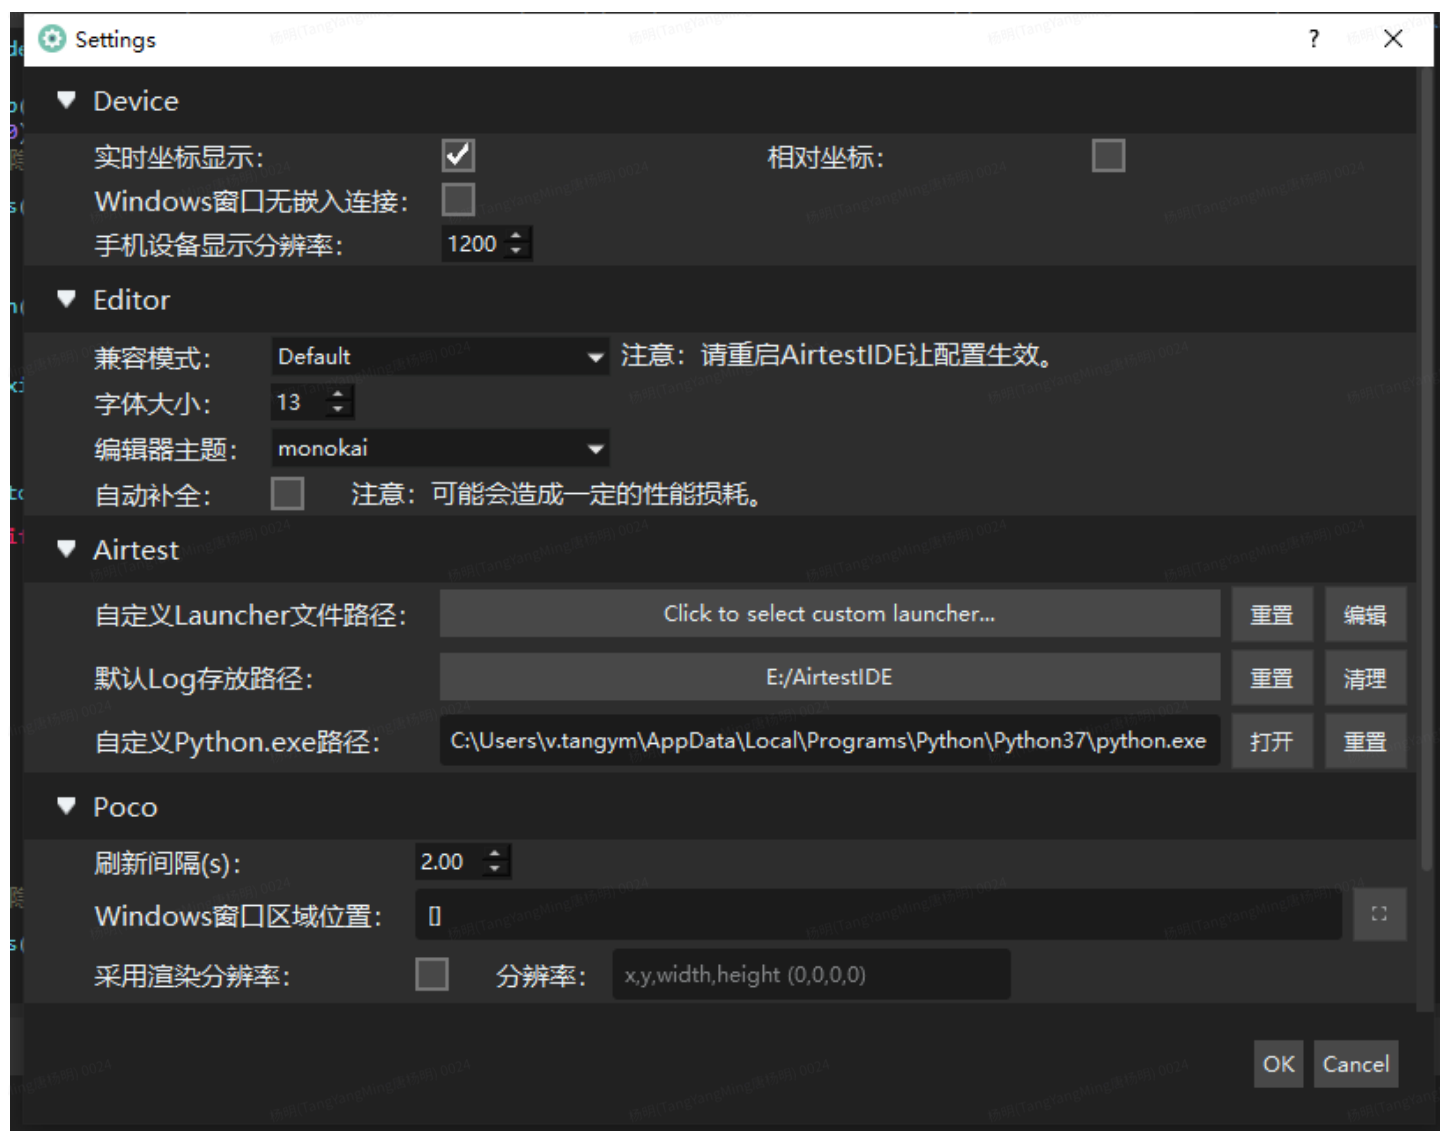 Settings
?
Device
实时坐标显示：
相对坐标：
Windows窗口无嵌入连接：
手机设备显示分辨率：
1200
Editor
兼容模式：
Default
注意：请重启AirtestIDE让配置生效。
字体大小：
13
编辑器主题：
monokai
自动补全：
注意：可能会造成一定的性能损耗。
Airtest
自定义Launcher文件路径：
Click to select custom launcher...
重置
编辑
默认Log存放路径：
E:/AirtestIDE
重置
清理
自定义Python.exe路径：
C:\Users\v.tangym\AppData\Local\Programs\Python\Python37\python.exe
打开
重置
Poco
刷新间隔(s)：
2.00
Windows窗口区域位置：
[]
采用渲染分辨率：
分辨率：
x,y,width,height (0,0,0,0)
OK
Cancel